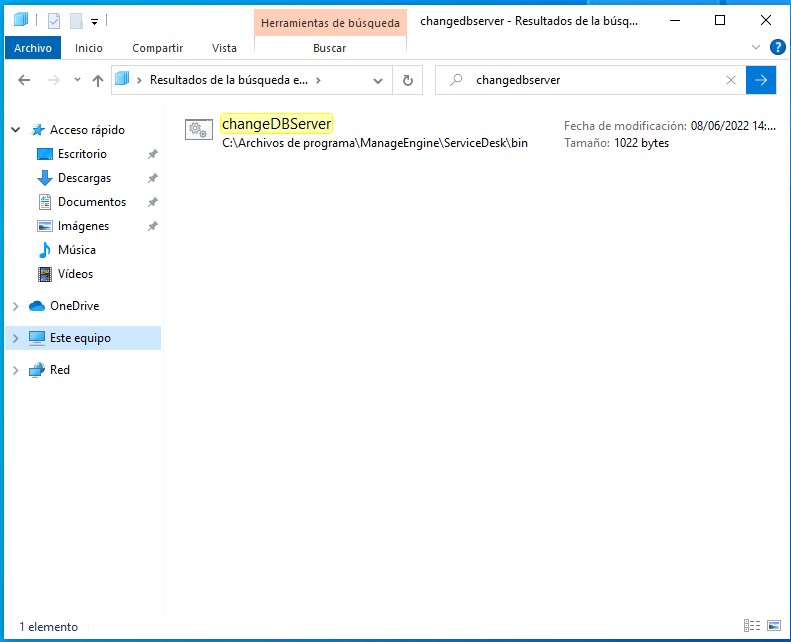 Herramientas de búsqueda
changedbserver - Resultados de la búsq...
Archivo
Inicio
Compartir
Vista
Buscar
Resultados de la búsqueda e...
changedbserver
Acceso rápido
Escritorio
Descargas
Documentos
Imágenes
Música
Vídeos
OneDrive
Este equipo
Red
changeDBServer
C:\Archivos de programa\ManageEngine\ServiceDesk\bin
Fecha de modificación: 08/06/2022 14:...
Tamaño: 1022 bytes
1 elemento